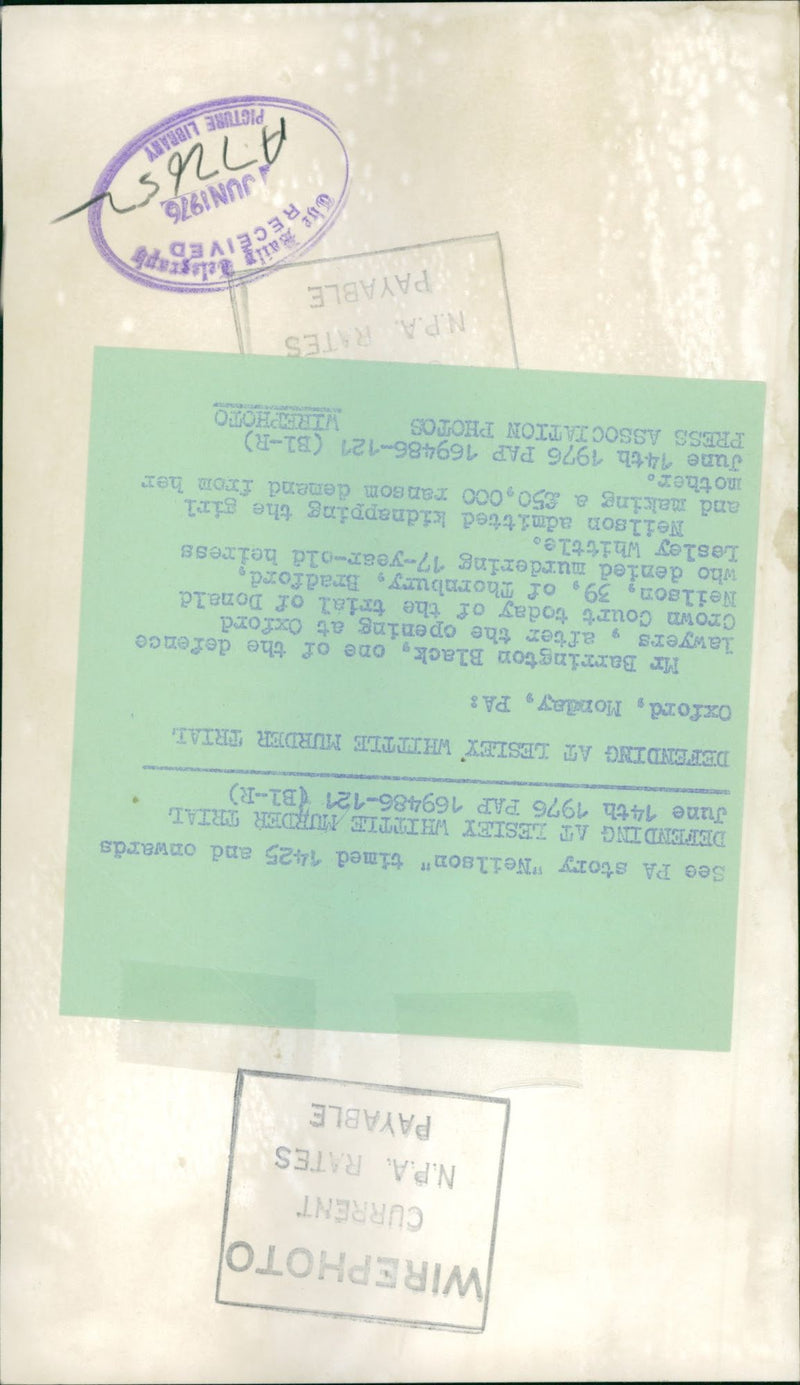 WIREPHOTO
CURRENT
N.P.A. RATES
PAYABLE
See PA story "Neilson" timed 1425 and onwards
DEFENDING AT LESLEY WHITTLE MURDER TRIAL
June 14th 1976 PAP 169486-121 (B1-R)
DEFENDING AT LESLEY WHITTLE MURDER TRIAL
Oxford, Monday, PA:
Mr Barrington Black, one of the defence
lawyers , after the opening at Oxford
Crown Court today of the trial of Donald
Neilson, 39, of Thornbury, Bradford,
who denied murdering 17-year-old heiress
Lesley Whittle.
Neilson admitted kidnapping the girl
and making a £50,000 ransom demand from her
mother.
June 14th 1976 PAP 169486-121 (B1-R)
PRESS ASSOCIATION PHOTOS WIREPHOTO
N.P.A. RATES
PAYABLE
The Daily Telegraph
RECEIVED
JUN 1976
PICTURE LIBRARY